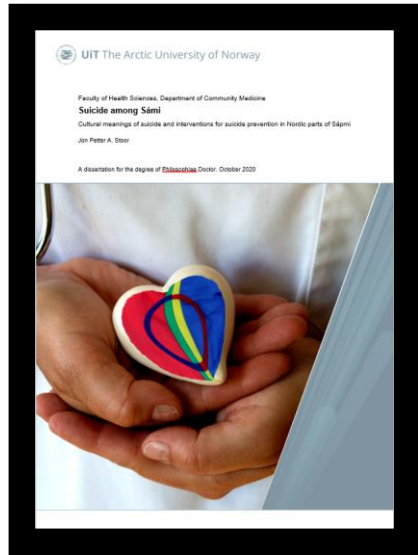 UiT The Arctic University of Norway
Faculty of Health Sciences, Department of Community Medicine
Suicide among Sámi
Cultural meanings of suicide and interventions for suicide prevention in Nordic parts of Sápmi
Jon Petter A. Stoor
A dissertation for the degree of Philosophiae Doctor, October 2020